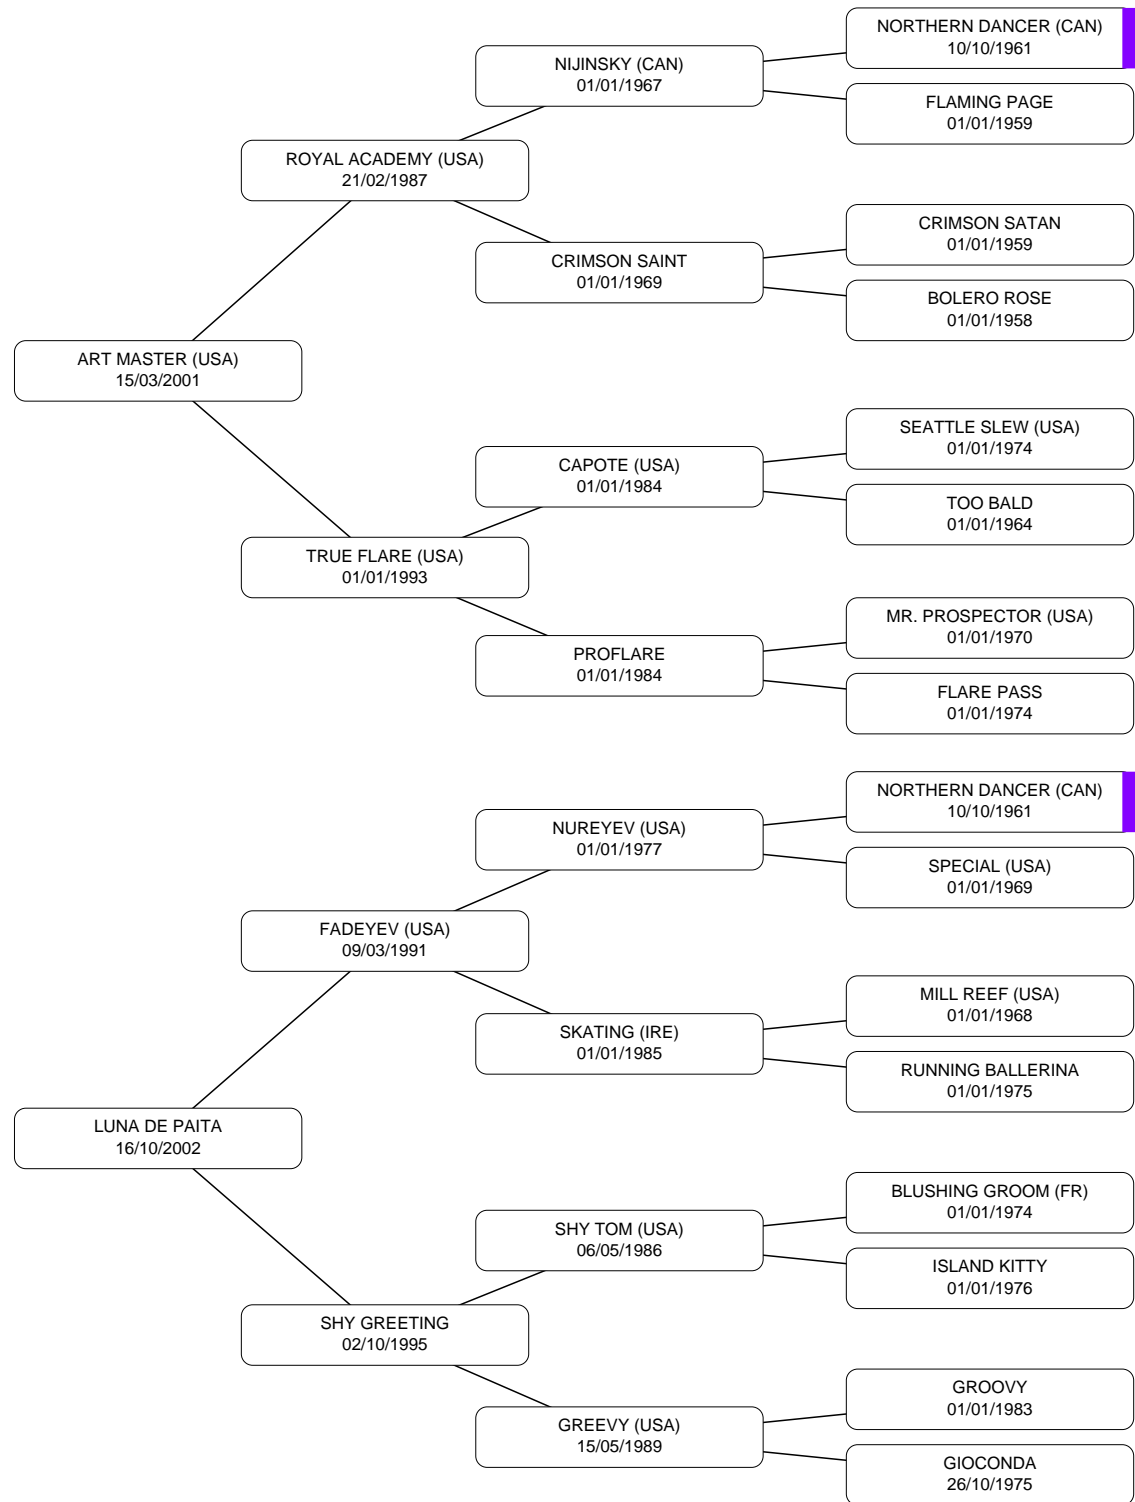 NORTHERN DANCER (CAN)
10/10/1961
NIJINSKY (CAN)
01/01/1967
FLAMING PAGE
01/01/1959
ROYAL ACADEMY (USA)
21/02/1987
CRIMSON SATAN
01/01/1959
CRIMSON SAINT
01/01/1969
BOLERO ROSE
01/01/1958
ART MASTER (USA)
15/03/2001
SEATTLE SLEW (USA)
01/01/1974
CAPOTE (USA)
01/01/1984
TOO BALD
01/01/1964
TRUE FLARE (USA)
01/01/1993
MR. PROSPECTOR (USA)
01/01/1970
PROFLARE
01/01/1984
FLARE PASS
01/01/1974
NORTHERN DANCER (CAN)
10/10/1961
NUREYEV (USA)
01/01/1977
SPECIAL (USA)
01/01/1969
FADEYEV (USA)
09/03/1991
MILL REEF (USA)
01/01/1968
SKATING (IRE)
01/01/1985
RUNNING BALLERINA
01/01/1975
LUNA DE PAITA
16/10/2002
BLUSHING GROOM (FR)
01/01/1974
SHY TOM (USA)
06/05/1986
ISLAND KITTY
01/01/1976
SHY GREETING
02/10/1995
GROOVY
01/01/1983
GREEVY (USA)
15/05/1989
GIOCONDA
26/10/1975